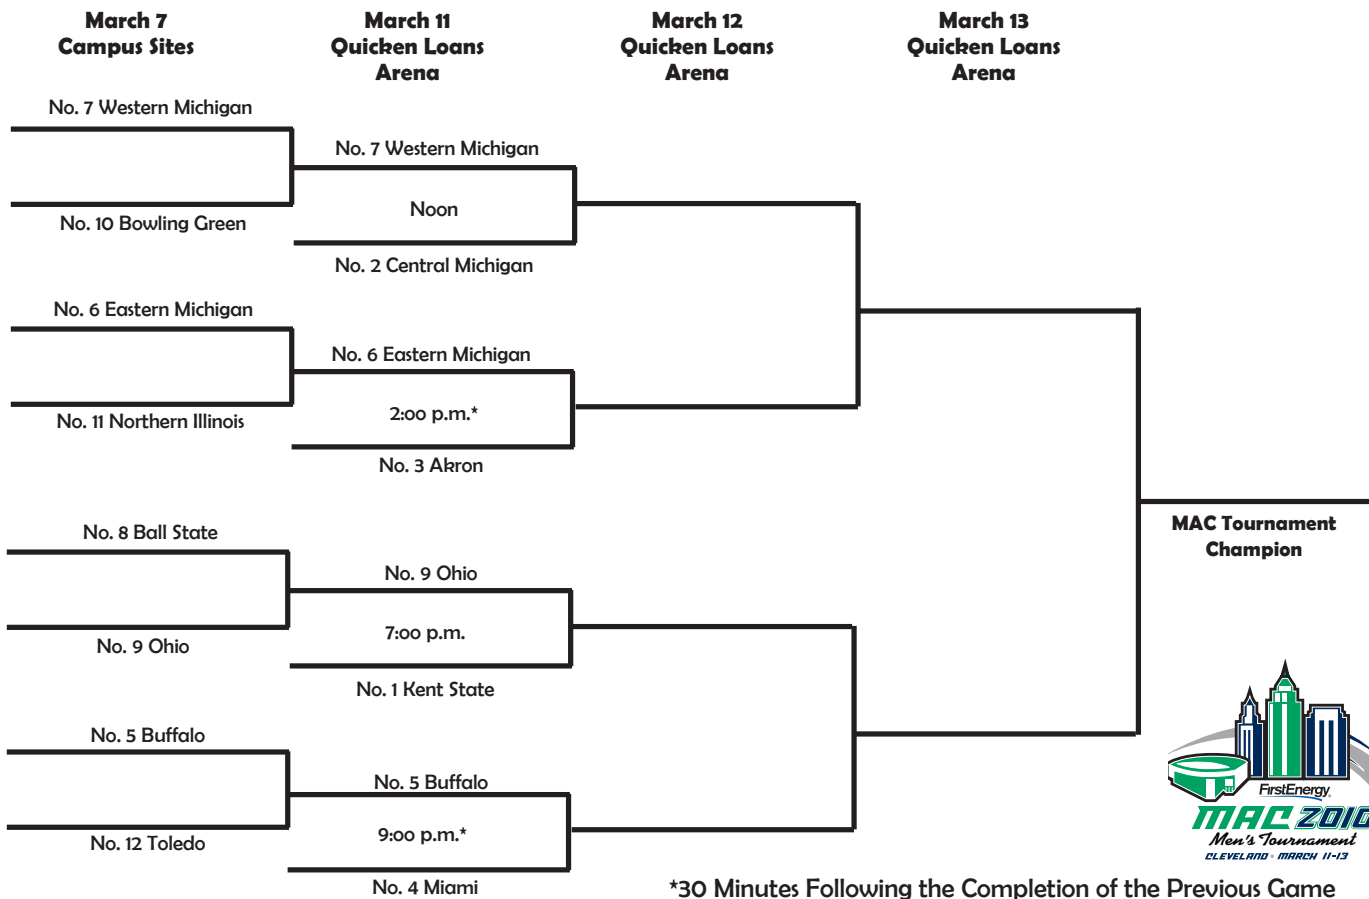 March 7
Campus Sites
March 11
Quicken Loans
Arena
March 12
Quicken Loans
Arena
March 13
Quicken Loans
Arena
No. 7 Western Michigan
No. 10 Bowling Green
No. 6 Eastern Michigan
No. 11 Northern Illinois
No. 8 Ball State
No. 9 Ohio
No. 5 Buffalo
No. 12 Toledo
No. 7 Western Michigan
Noon
No. 2 Central Michigan
No. 6 Eastern Michigan
2:00 p.m.*
No. 3 Akron
No. 9 Ohio
7:00 p.m.
No. 1 Kent State
No. 5 Buffalo
9:00 p.m.*
No. 4 Miami
MAC Tournament
Champion
FirstEnergy
MAC 2010
Men's Tournament
CLEVELAND • MARCH 11-13
*30 Minutes Following the Completion of the Previous Game